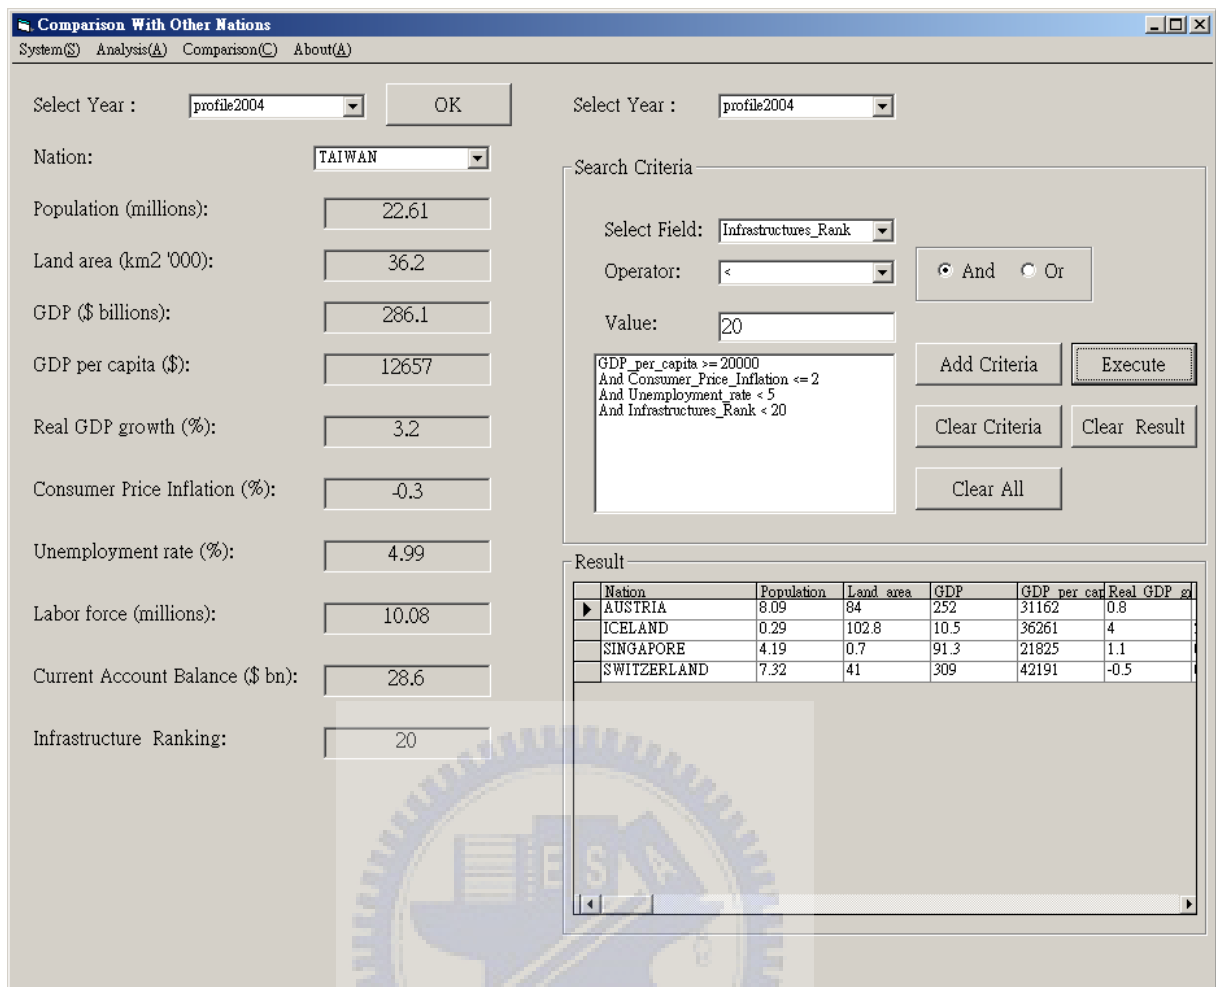 Comparison With Other Nations
System(S) Analysis(A) Comparison(C) About(A)
Select Year : profile2004 OK
Nation: TAIWAN
Population (millions): 22.61
Land area (km2 '000): 36.2
GDP ($ billions): 286.1
GDP per capita ($): 12657
Real GDP growth (%): 3.2
Consumer Price Inflation (%): -0.3
Unemployment rate (%): 4.99
Labor force (millions): 10.08
Current Account Balance ($ bn): 28.6
Infrastructure Ranking: 20
Select Year : profile2004
Search Criteria
Select Field: Infrastructures_Rank
Operator: <
And Or
Value: 20
GDP_per_capita >= 20000
And Consumer_Price_Inflation <= 2
And Unemployment_rate < 5
And Infrastructures_Rank < 20
Add Criteria Execute
Clear Criteria Clear Result
Clear All
Result
Nation Population Land_area GDP GDP_per_cap Real_GDP_g
AUSTRIA 8.09 84 252 31162 0.8
ICELAND 0.29 102.8 10.5 36261 4
SINGAPORE 4.19 0.7 91.3 21825 1.1
SWITZERLAND 7.32 41 309 42191 -0.5
E S A